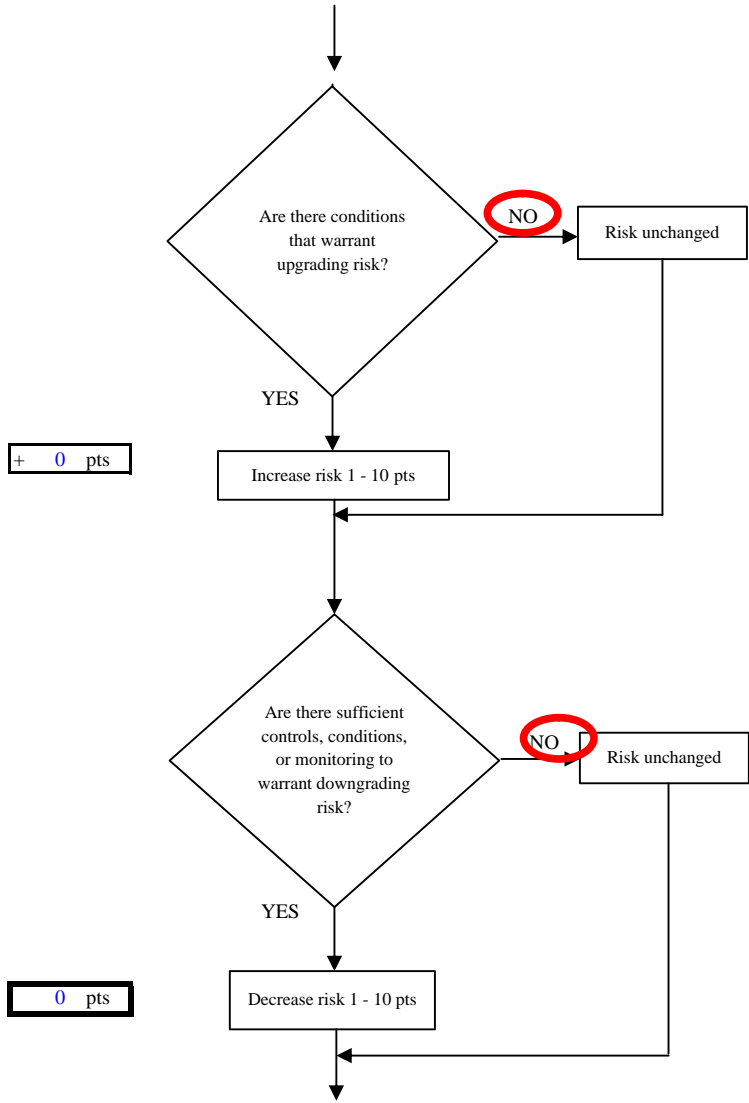 Are there conditions
that warrant
upgrading risk?
NO
Risk unchanged
YES
+ 0 pts
Increase risk 1 - 10 pts
Are there sufficient
controls, conditions,
or monitoring to
warrant downgrading
risk?
NO
Risk unchanged
YES
0 pts
Decrease risk 1 - 10 pts